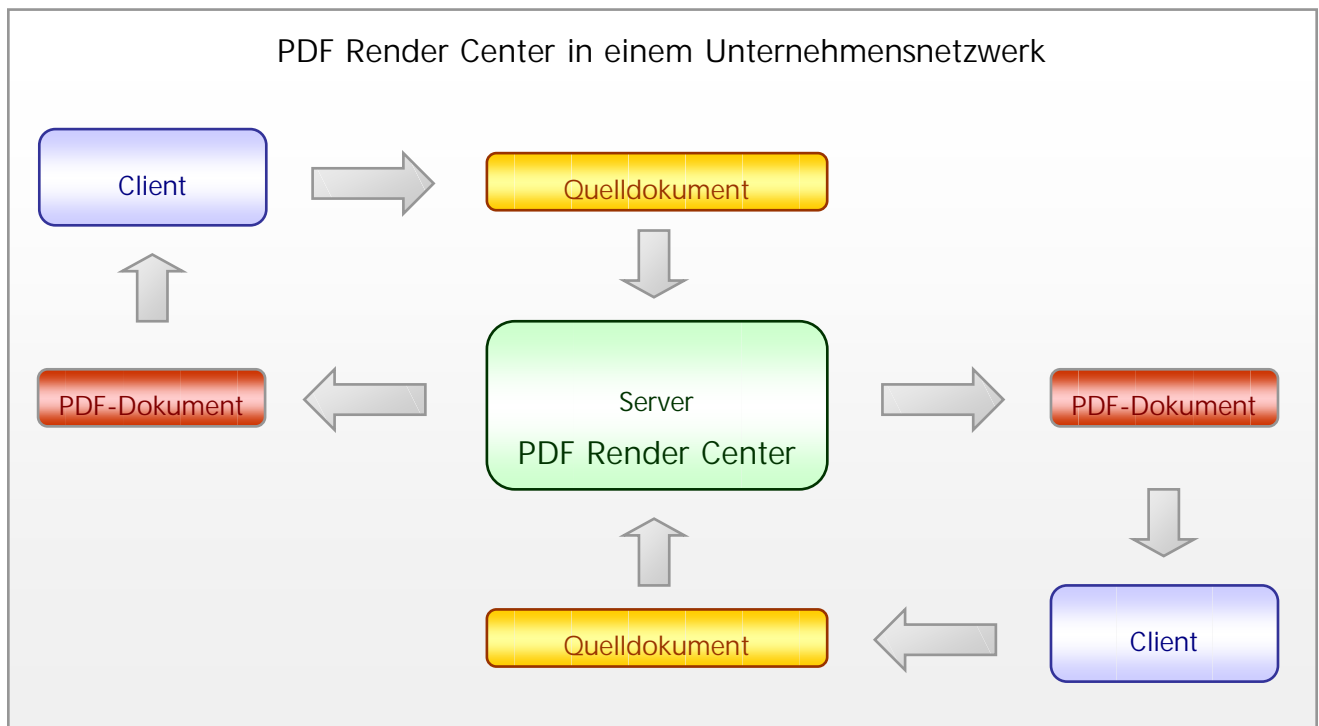 PDF Render Center in einem Unternehmensnetzwerk
Client
Quelldokument
PDF-Dokument
Server
PDF Render Center
PDF-Dokument
Quelldokument
Client